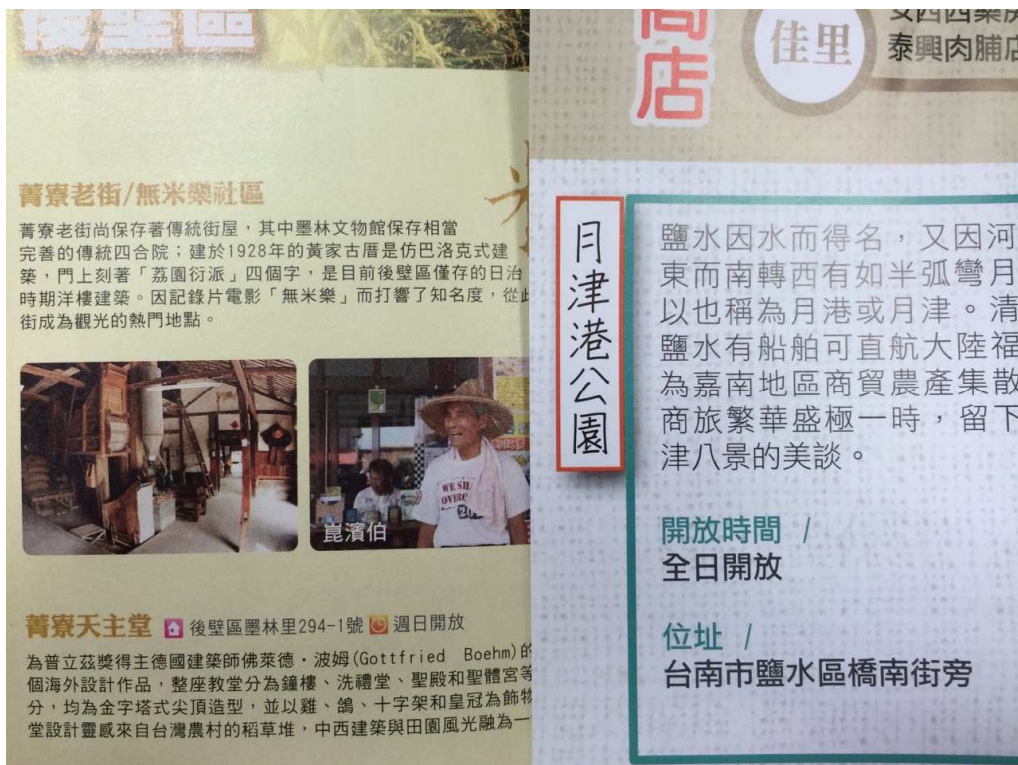 後壁區
菁寮老街/無米樂社區
菁寮老街尚保存著傳統街屋，其中墨林文物館保存相當
完善的傳統四合院；建於1928年的黃家古厝是仿巴洛克式建
築，門上刻著「荔園衍派」四個字，是目前後壁區僅存的日治
時期洋樓建築。因記錄片電影「無米樂」而打響了知名度，從此
街成為觀光的熱門地點。
WE SH
OVERC
崑濱伯
菁寮天主堂 後壁區墨林里294-1號 週日開放
為普立茲獎得主德國建築師佛萊德·波姆(Gottfried Boehm)的
個海外設計作品，整座教堂分為鐘樓、洗禮堂、聖殿和聖體宮等
分，均為金字塔式尖頂造型，並以雞、鴿、十字架和皇冠為飾物
堂設計靈感來自台灣農村的稻草堆，中西建築與田園風光融為一
商店
佳里
泰興肉脯店
月津港公園
鹽水因水而得名，又因河
東而南轉西有如半弧彎月
以也稱為月港或月津。清
鹽水有船舶可直航大陸福
為嘉南地區商貿農產集散
商旅繁華盛極一時，留下
津八景的美談。
開放時間 /
全日開放
位址 /
台南市鹽水區橋南街旁